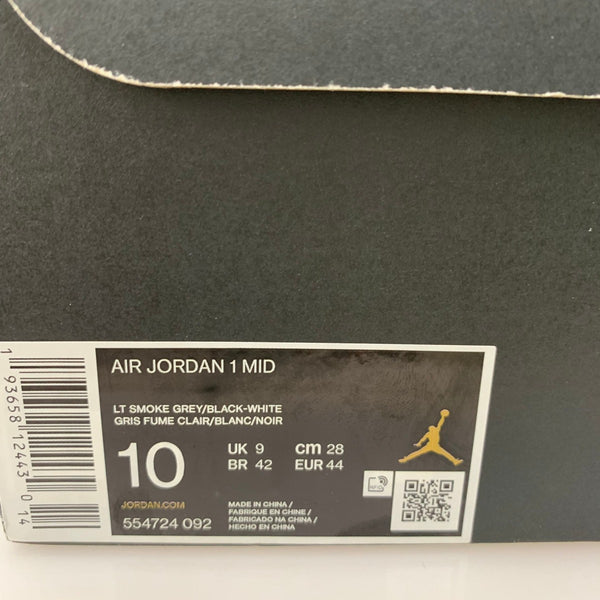 AIR JORDAN 1 MID
LT SMOKE GREY/BLACK-WHITE
GRIS FUME CLAIR/BLANC/NOIR
10
UK 9 cm 28
BR 42 EUR 44
JORDAN.COM
554724 092
MADE IN CHINA /
FABRIQUE EN CHINE /
FABRICADO NA CHINA /
HECHO EN CHINA
1 93658 12443 0 14